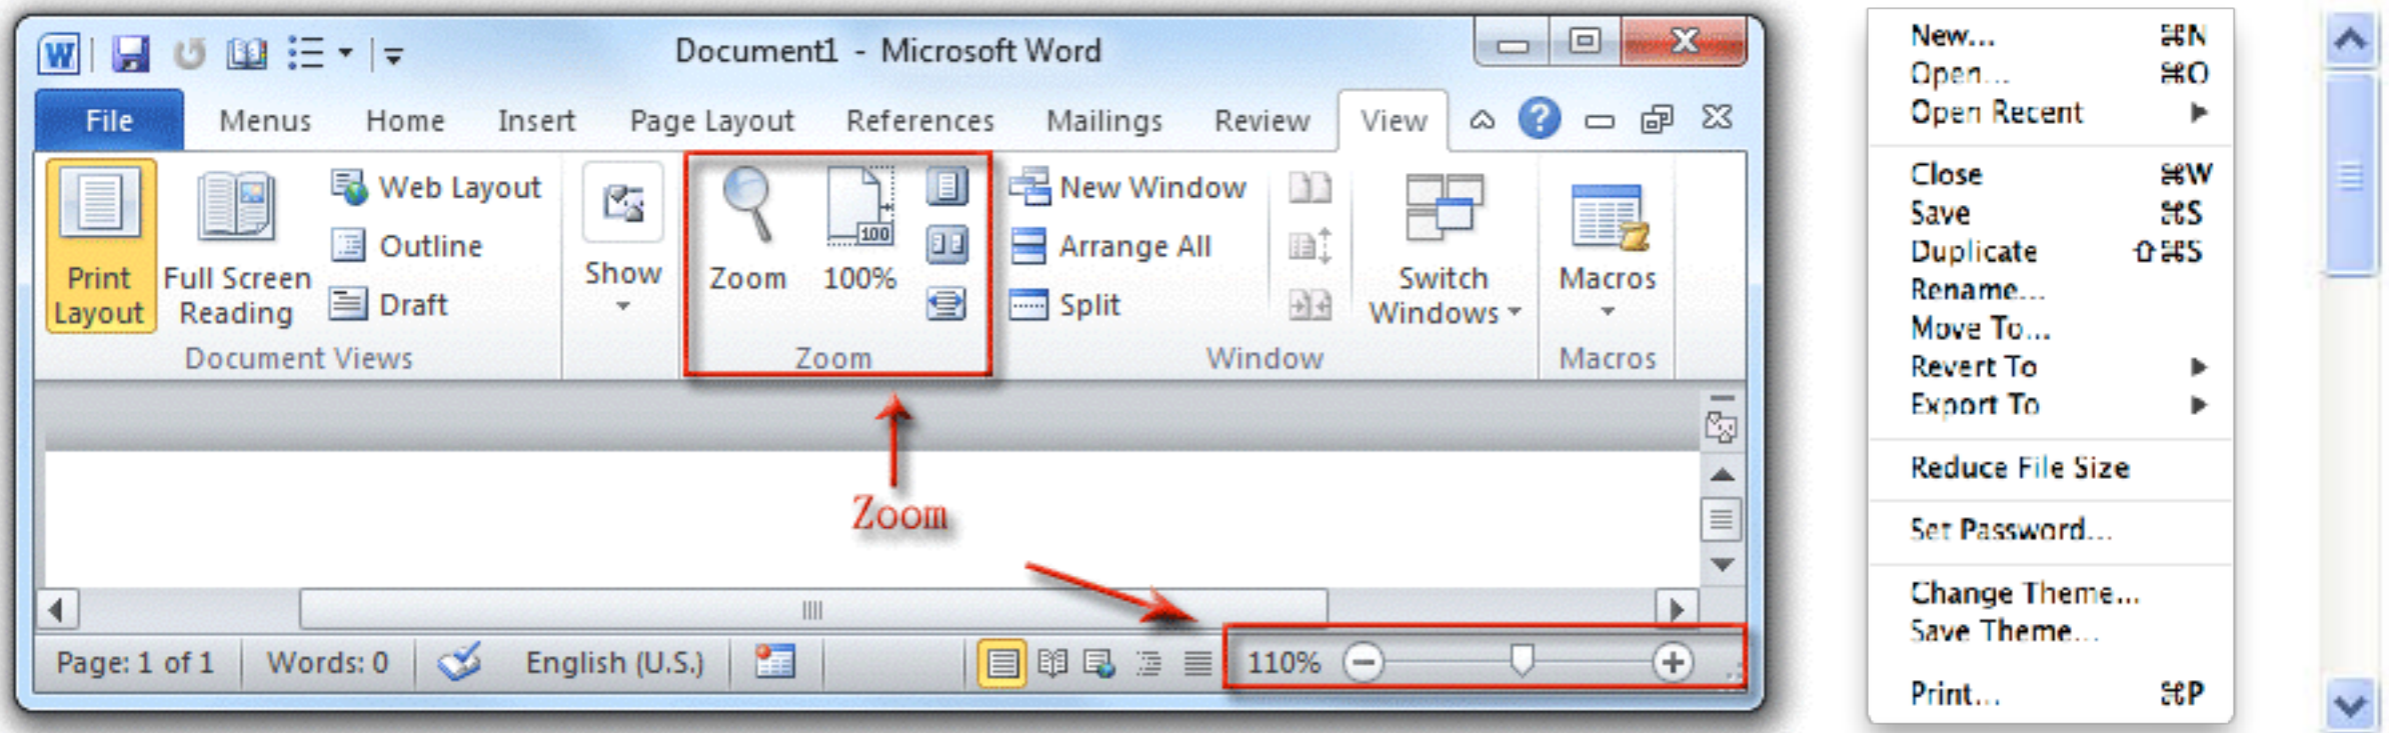 Document1 - Microsoft Word
File Menus Home Insert Page Layout References Mailings Review View
Print Layout
Full Screen Reading
Web Layout
Outline
Draft
Document Views
Show
Zoom
100
100%
Zoom
New Window
Arrange All
Split
Switch Windows
Window
Macros
Macros
Zoom
Page: 1 of 1 Words: 0 English (U.S.) 110%
New... ⌘N
Open... ⌘O
Open Recent ▶
Close ⌘W
Save ⌘S
Duplicate ⇧⌘S
Rename...
Move To...
Revert To ▶
Export To ▶
Reduce File Size
Set Password...
Change Theme...
Save Theme...
Print... ⌘P